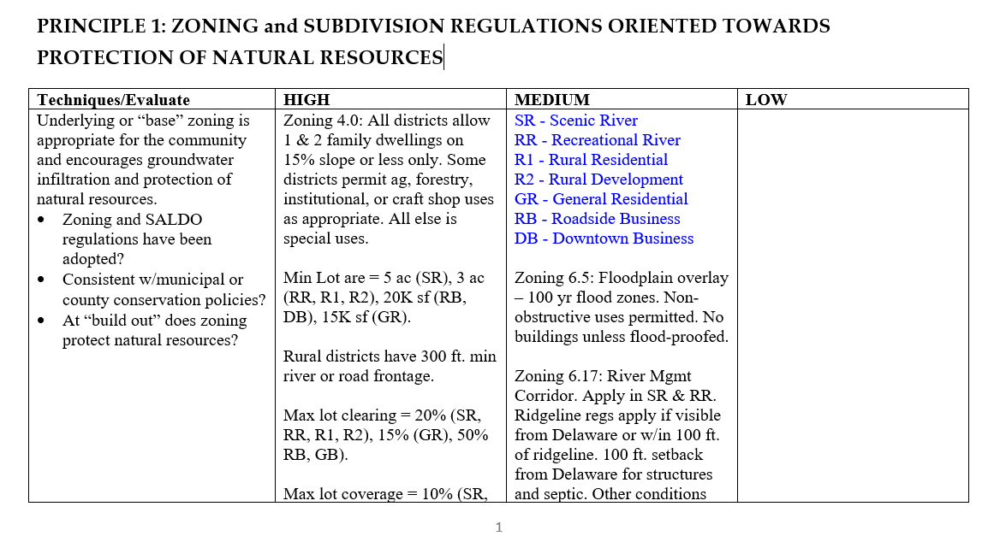 PRINCIPLE 1: ZONING and SUBDIVISION REGULATIONS ORIENTED TOWARDS
PROTECTION OF NATURAL RESOURCES
Techniques/Evaluate
Underlying or “base” zoning is
appropriate for the community
and encourages groundwater
infiltration and protection of
natural resources.
• Zoning and SALDO
regulations have been
adopted?
• Consistent w/municipal or
county conservation policies?
• At “build out” does zoning
protect natural resources?
HIGH
Zoning 4.0: All districts allow
1 & 2 family dwellings on
15% slope or less only. Some
districts permit ag, forestry,
institutional, or craft shop uses
as appropriate. All else is
special uses.
Min Lot are = 5 ac (SR), 3 ac
(RR, R1, R2), 20K sf (RB,
DB), 15K sf (GR).
Rural districts have 300 ft. min
river or road frontage.
Max lot clearing = 20% (SR,
RR, R1, R2), 15% (GR), 50%
RB, GB).
Max lot coverage = 10% (SR,
MEDIUM
SR - Scenic River
RR - Recreational River
R1 - Rural Residential
R2 - Rural Development
GR - General Residential
RB - Roadside Business
DB - Downtown Business
Zoning 6.5: Floodplain overlay
– 100 yr flood zones. Non-
obstructive uses permitted. No
buildings unless flood-proofed.
Zoning 6.17: River Mgmt
Corridor. Apply in SR & RR.
Ridgeline regs apply if visible
from Delaware or w/in 100 ft.
of ridgeline. 100 ft. setback
from Delaware for structures
and septic. Other conditions
LOW
1